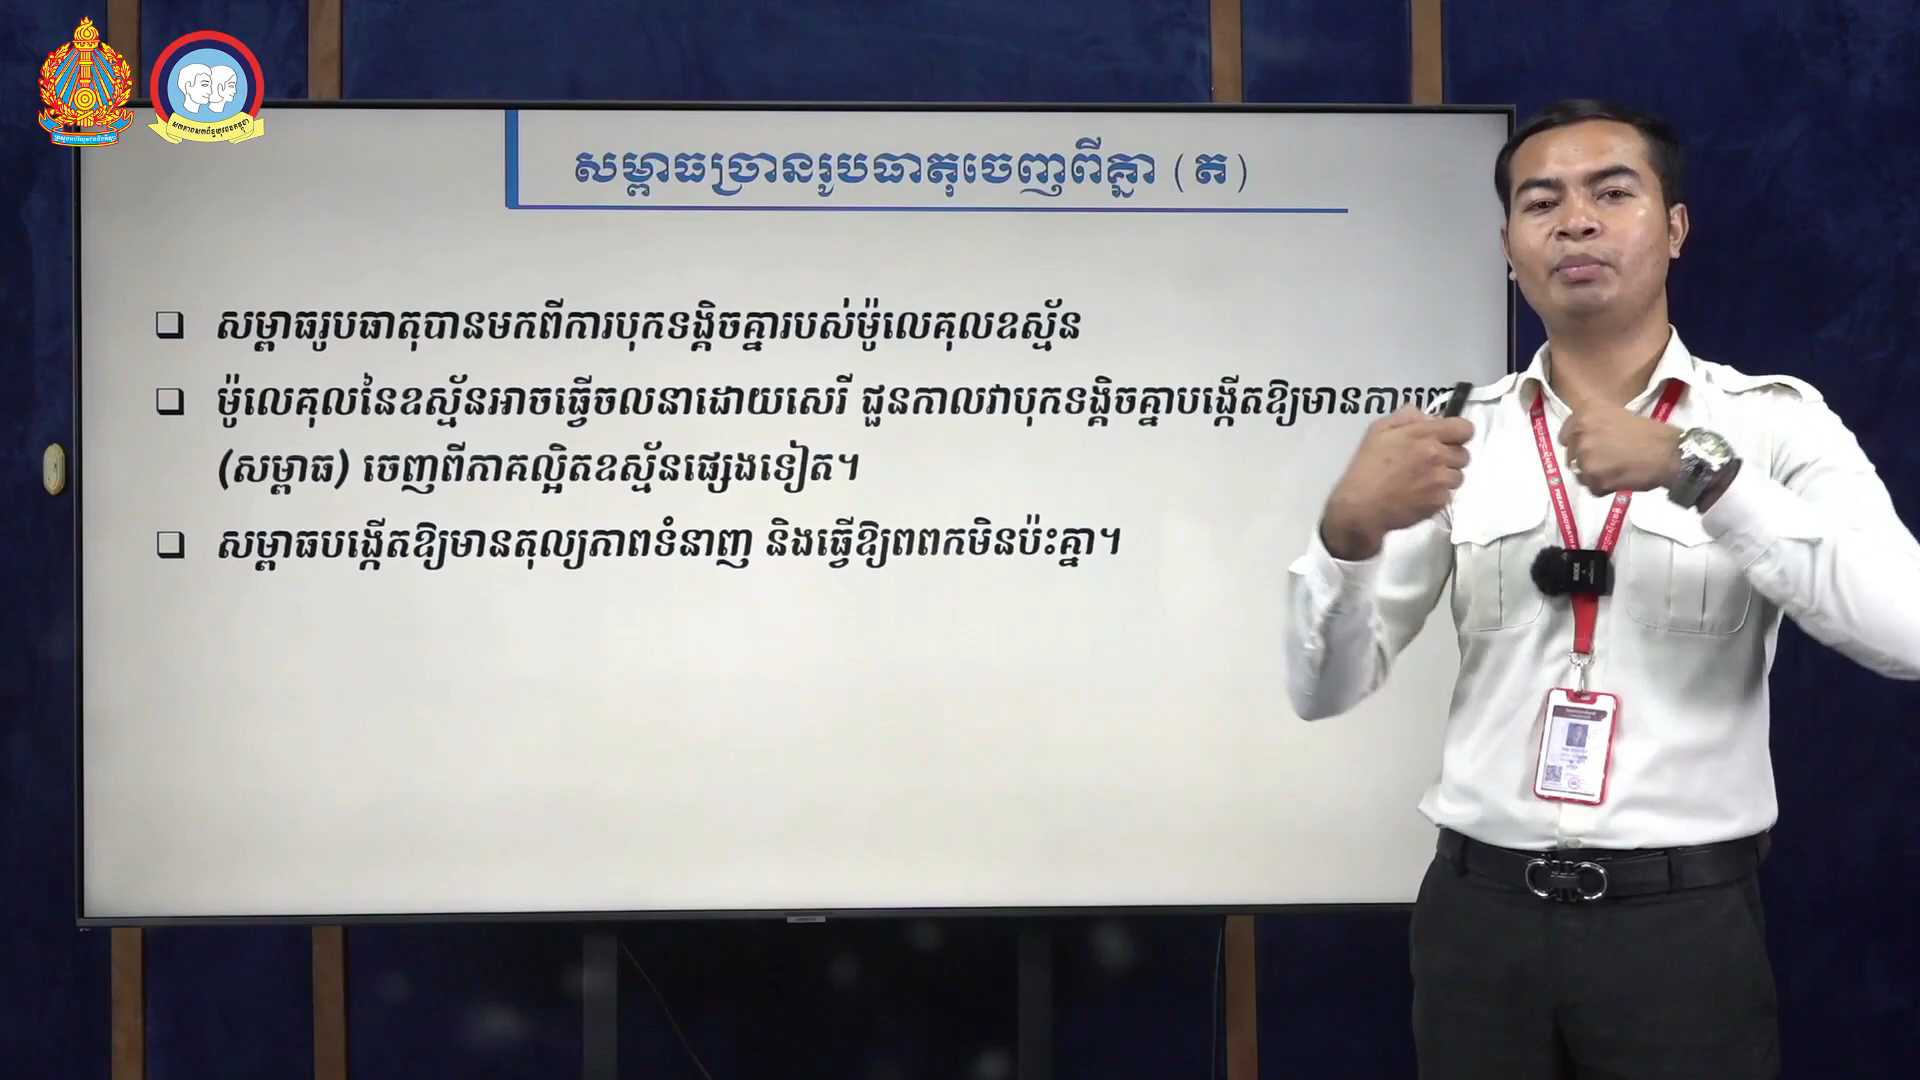 សម្ពាធច្រានរូបធាតុចេញពីគ្នា (ត)
សម្ពាធរូបធាតុបានមកពីការបុកទង្គិចគ្នារបស់ម៉ូលេគុលឧស្ម័ន
ម៉ូលេគុលនៃឧស្ម័នអាចធ្វើចលនាដោយសេរី ជួនកាលវាបុកទង្គិចគ្នាបង្កើតឱ្យមានការ
(សម្ពាធ) ចេញពីភាគល្អិតឧស្ម័នផ្សេងទៀត។
សម្ពាធបង្កើតឱ្យមានតុល្យភាពទំនាញ និងធ្វើឱ្យពពកមិនប៉ះគ្នា។